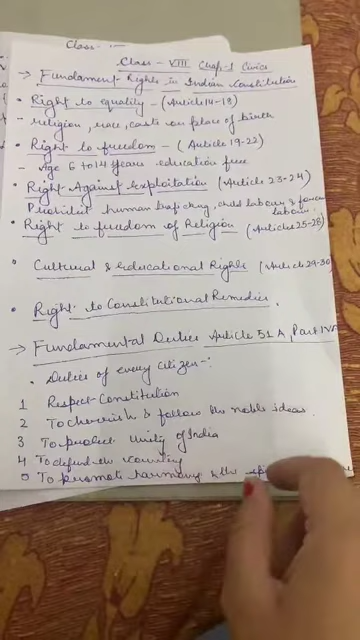 Class :-
Class - VIII Chap-1 Civics
→ Fundament Rights in Indian Constitution
• Right to equality - (Article 14-18)
- religion, race, caste or place of birth
• Right to freedom - (Article 19-22)
- Age 6 to 14 years education free
• Right Against Exploitation (Article 23-24)
Prohibit human traficking, child labour & forced labour
• Right to freedom of Religion (Articles 25-28)
• Cultural & Educational Rights (Article 29-30)
• Right to Constitutional Remedies.
→ Fundamental Duties Article 51A, Part IVA
• Duties of every citizen -:
1 Respect Constitution
2 To cherish & follow the noble ideas.
3 To protect Unity of India
4 To defend the country
To promote harmony & the